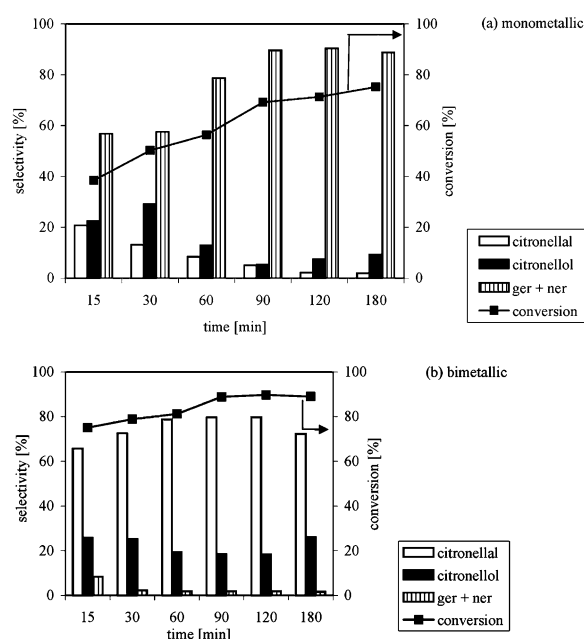 (a) monometallic
100
80
60
40
20
0
selectivity [%]
100
80
60
40
20
0
conversion [%]
15 30 60 90 120 180
time [min]
citronellal
citronellol
ger + ner
conversion
(b) bimetallic
100
80
60
40
20
0
selectivity [%]
100
80
60
40
20
0
conversion [%]
15 30 60 90 120 180
time [min]
citronellal
citronellol
ger + ner
conversion